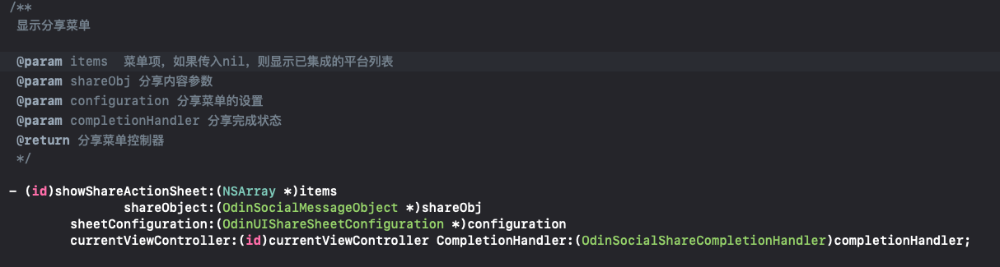 /**
显示分享菜单
@param items  菜单项，如果传入nil，则显示已集成的平台列表
@param shareObj 分享内容参数
@param configuration 分享菜单的设置
@param completionHandler 分享完成状态
@return 分享菜单控制器
*/
- (id)showShareActionSheet:(NSArray *)items
shareObject:(OdinSocialMessageObject *)shareObj
sheetConfiguration:(OdinUIShareSheetConfiguration *)configuration
currentViewController:(id)currentViewController CompletionHandler:(OdinSocialShareCompletionHandler)completionHandler;